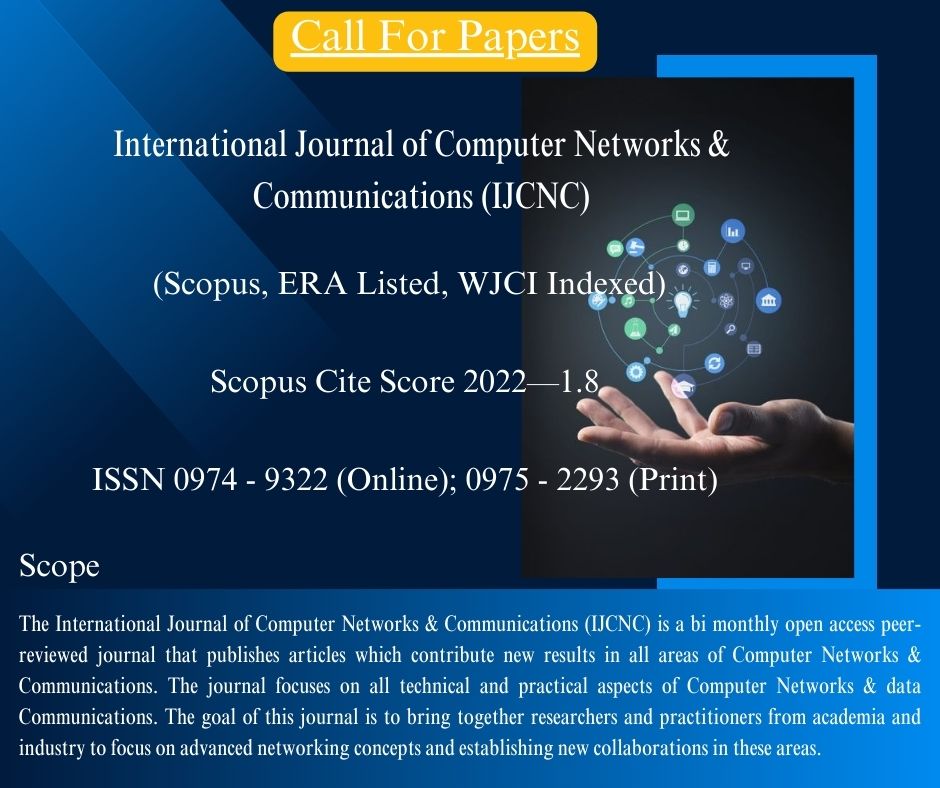 Call For Papers
International Journal of Computer Networks &
Communications (IJCNC)
(Scopus, ERA Listed, WJCI Indexed)
Scopus Cite Score 2022—1.8
ISSN 0974 - 9322 (Online); 0975 - 2293 (Print)
Scope
The International Journal of Computer Networks & Communications (IJCNC) is a bi monthly open access peer-
reviewed journal that publishes articles which contribute new results in all areas of Computer Networks &
Communications. The journal focuses on all technical and practical aspects of Computer Networks & data
Communications. The goal of this journal is to bring together researchers and practitioners from academia and
industry to focus on advanced networking concepts and establishing new collaborations in these areas.